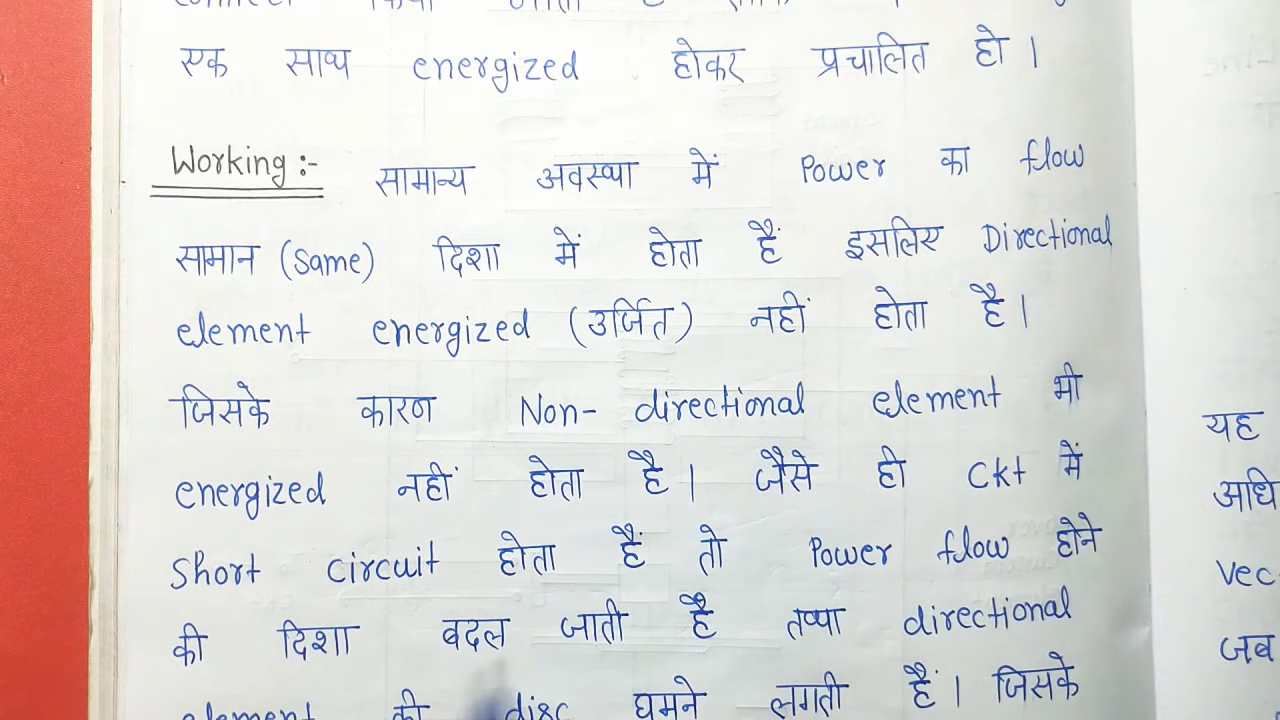 एक साथ energized होकर प्रचालित हो।
Working :- सामान्य अवस्था में Power का flow
सामान (Same) दिशा में होता हैं इसलिए Directional
element energized (उर्जित) नहीं होता है।
जिसके कारण Non- directional element भी
energized नहीं होता है। जैसे ही Ckt में
Short circuit होता हैं तो Power flow होने
की दिशा बदल जाती है तथा directional
element की disc घुमने लगती हैं। जिसके
यह
अधि
Vec
जब